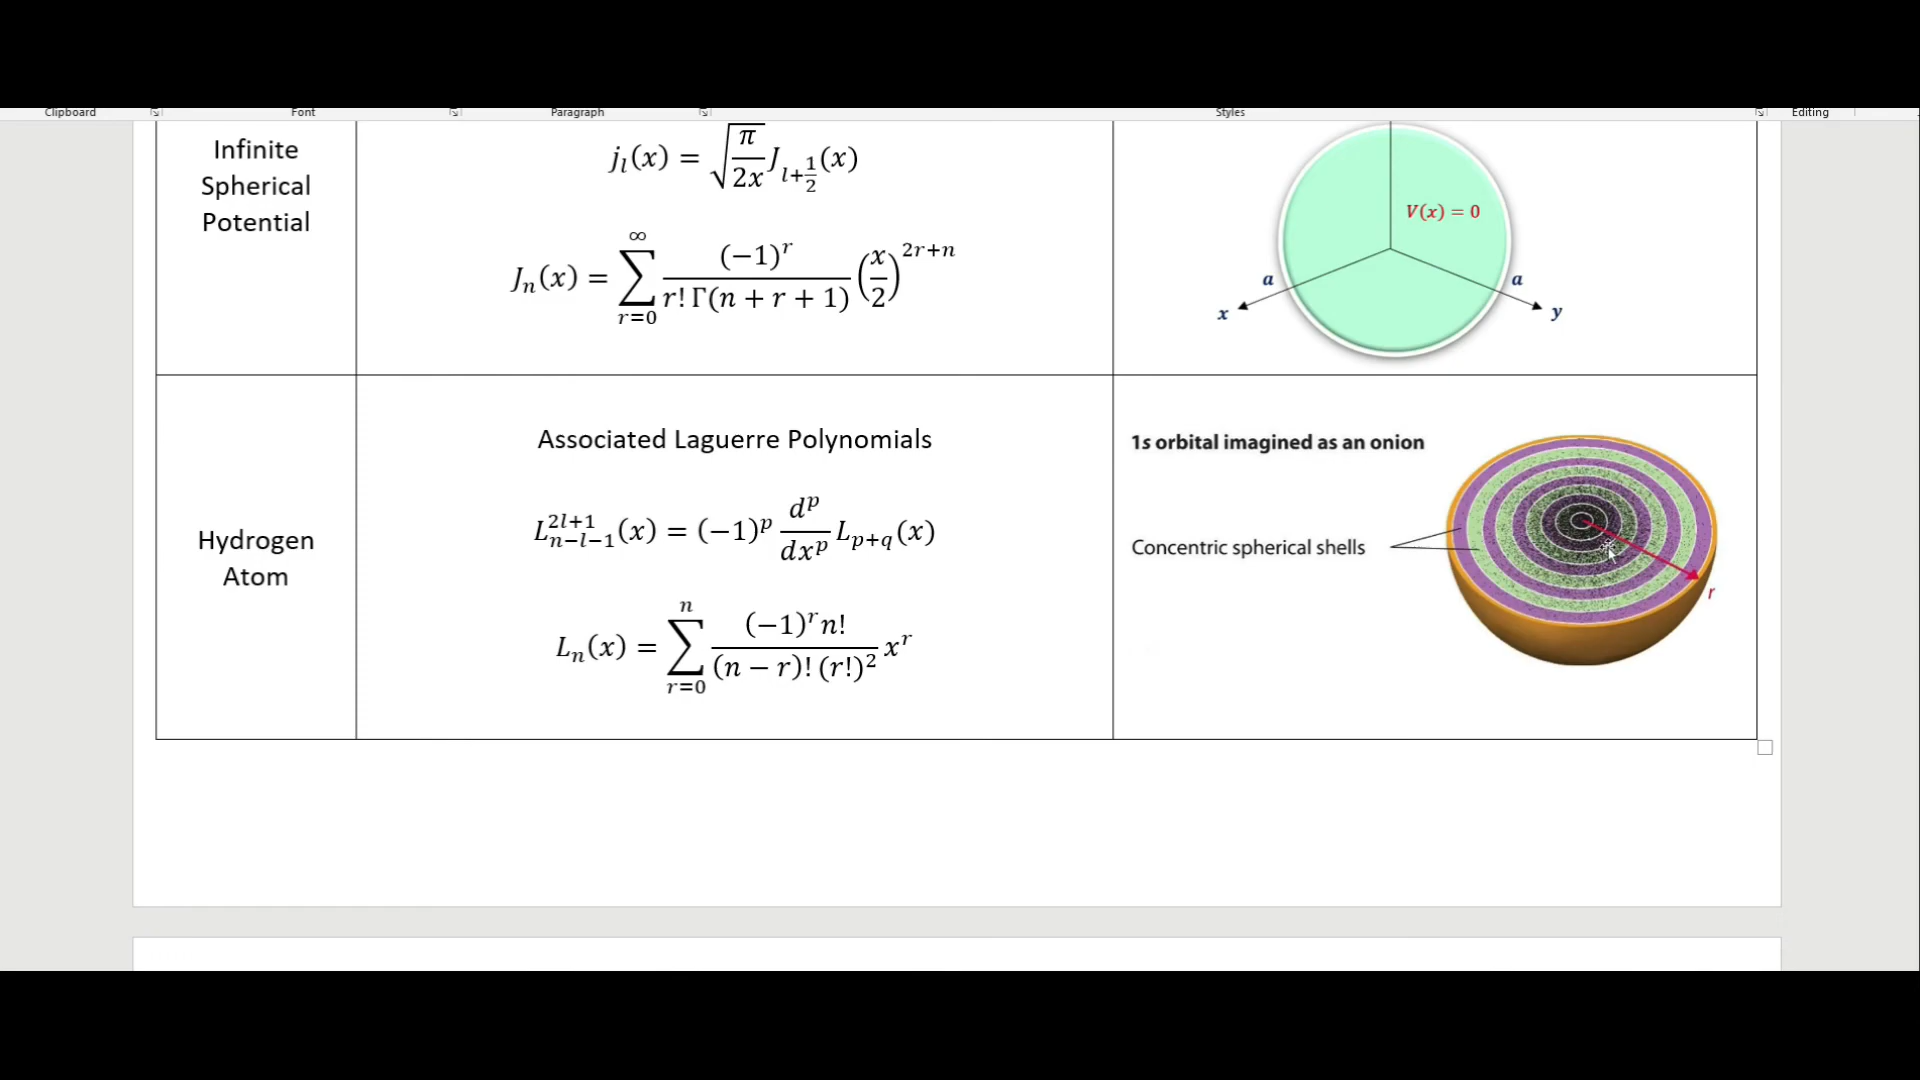 Clipboard Font Paragraph Styles Editing
Infinite
Spherical
Potential
j_l(x) = √(π/2x) J_{l+1/2}(x)
J_n(x) = ∑_{r=0}^{∞} (−1)^r / (r! Γ(n + r + 1)) (x/2)^{2r+n}
V(x) = 0
a
a
x
y
Hydrogen
Atom
Associated Laguerre Polynomials
L_{n−l−1}^{2l+1}(x) = (−1)^p d^p/dx^p L_{p+q}(x)
L_n(x) = ∑_{r=0}^{n} (−1)^r n! / ((n − r)! (r!)^2) x^r
1s orbital imagined as an onion
Concentric spherical shells
r